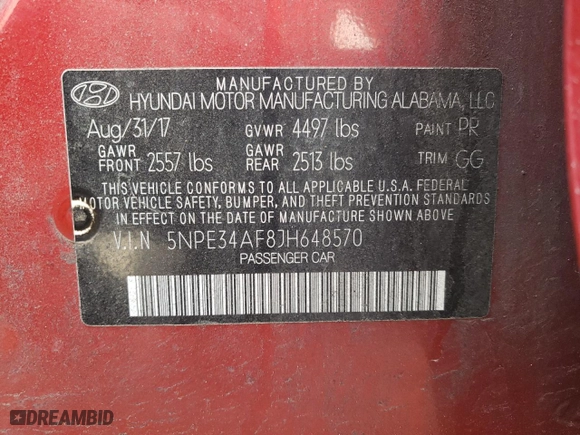 MANUFACTURED BY
HYUNDAI MOTOR MANUFACTURING ALABAMA, LLC
Aug/31/17 GVWR 4497 lbs PAINT PR
GAWR FRONT 2557 lbs GAWR REAR 2513 lbs TRIM GG
THIS VEHICLE CONFORMS TO ALL APPLICABLE U.S.A. FEDERAL
MOTOR VEHICLE SAFETY, BUMPER, AND THEFT PREVENTION
STANDARDS IN EFFECT ON THE DATE OF MANUFACTURE SHOWN ABOVE.
V.I.N 5NPE34AF8JH648570
PASSENGER CAR
DREAMBID